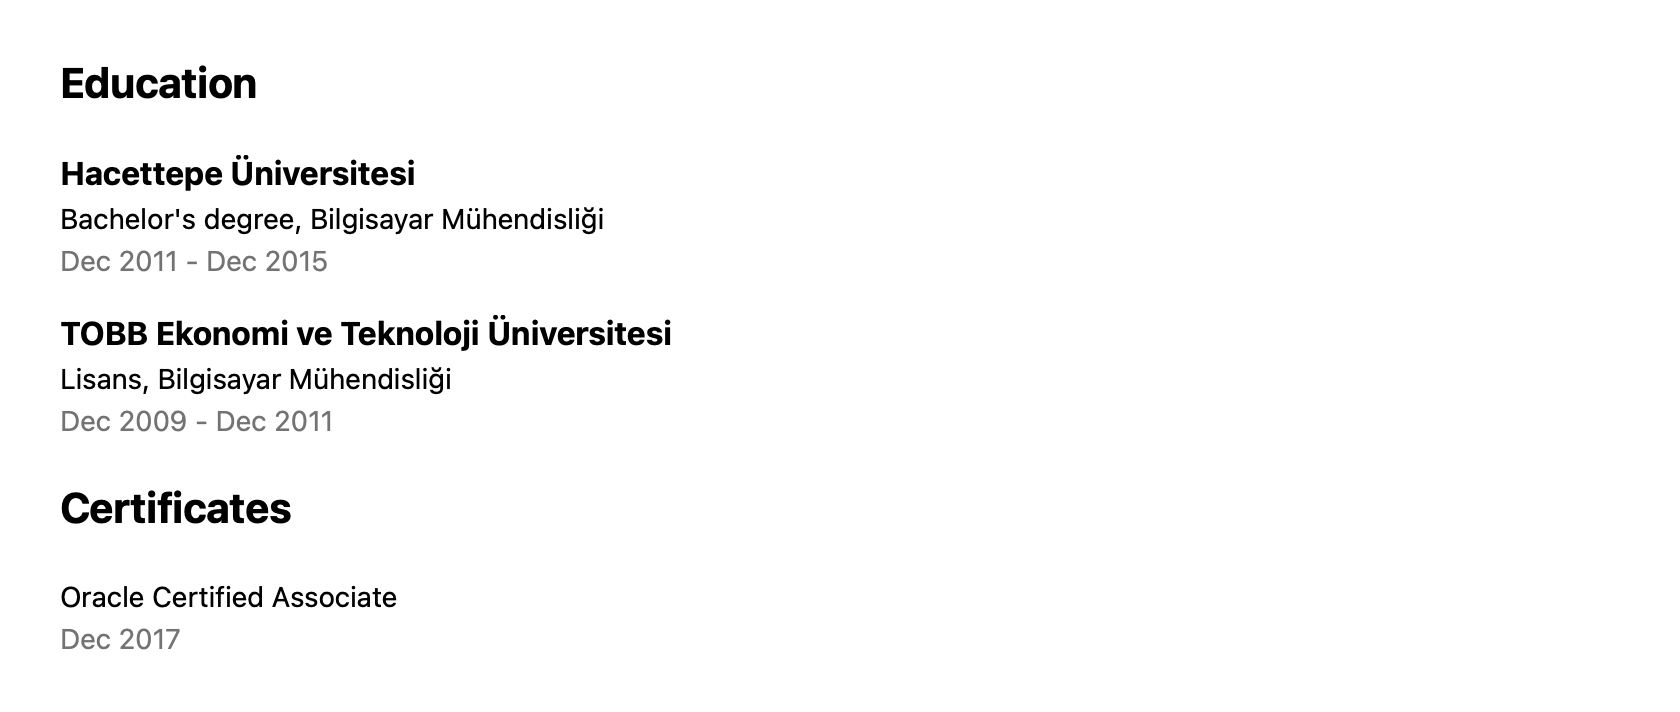 Education
Hacettepe Üniversitesi
Bachelor's degree, Bilgisayar Mühendisliği
Dec 2011 - Dec 2015
TOBB Ekonomi ve Teknoloji Üniversitesi
Lisans, Bilgisayar Mühendisliği
Dec 2009 - Dec 2011
Certificates
Oracle Certified Associate
Dec 2017